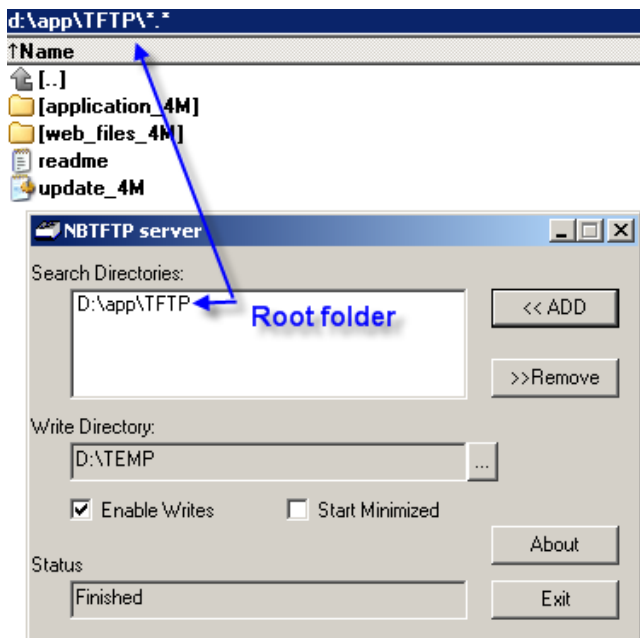 d:\app\TFTP\*.*
↑Name
[..]
[application_4M]
[web_files_4M]
readme
update_4M
NBTFTP server
Search Directories:
D:\app\TFTP
Root folder
<< ADD
>>Remove
Write Directory:
D:\TEMP
...
Enable Writes
Start Minimized
About
Status
Finished
Exit